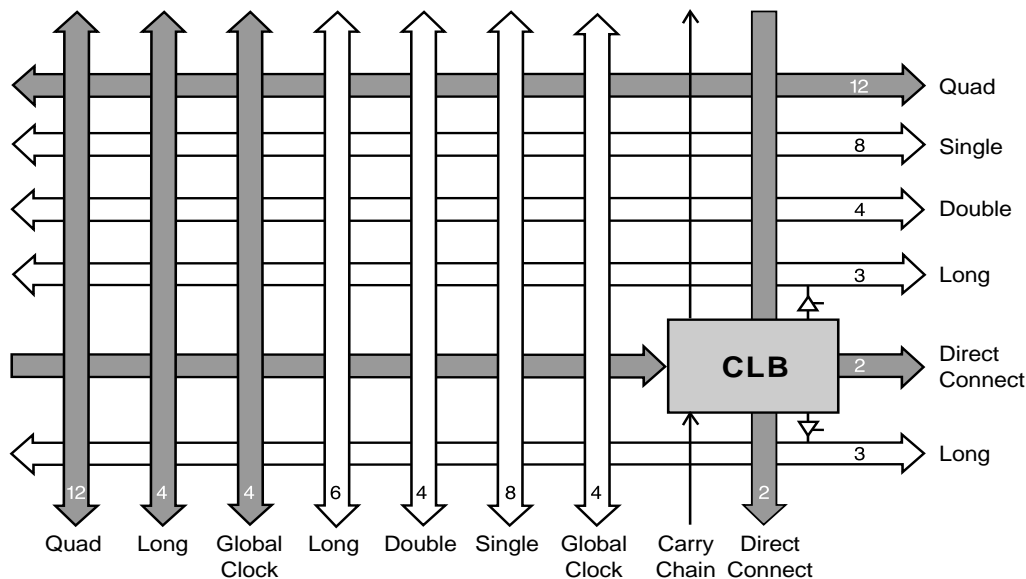 12 Quad
8 Single
4 Double
3 Long
CLB
2 Direct
Connect
3 Long
12 4 4 6 4 8 4 2
Quad Long Global Long Double Single Global Carry Direct
Clock Clock Chain Connect